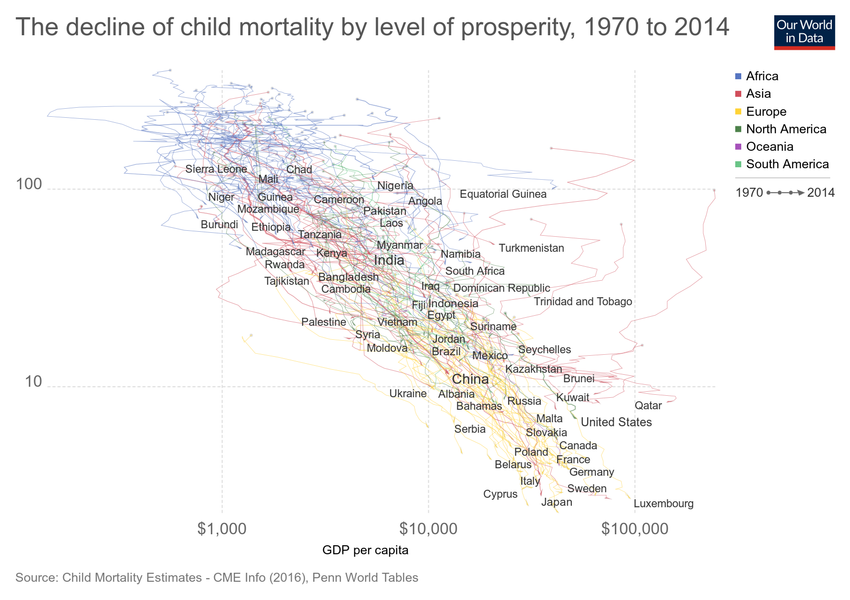 The decline of child mortality by level of prosperity, 1970 to 2014
Our World
in Data
Africa
Asia
Europe
North America
Oceania
South America
1970
2014
100
10
Sierra Leone
Chad
Mali
Nigeria
Equatorial Guinea
Niger
Guinea
Cameroon
Angola
Mozambique
Pakistan
Burundi
Ethiopia
Laos
Tanzania
Myanmar
Turkmenistan
Madagascar
Kenya
India
Namibia
Rwanda
South Africa
Tajikistan
Bangladesh
Cambodia
Iraq
Dominican Republic
Fiji
Indonesia
Trinidad and Tobago
Egypt
Palestine
Vietnam
Suriname
Syria
Jordan
Moldova
Brazil
Mexico
Seychelles
Kazakhstan
China
Brunei
Ukraine
Albania
Bahamas
Russia
Kuwait
Qatar
Malta
United States
Serbia
Slovakia
Canada
Poland
France
Belarus
Germany
Italy
Sweden
Cyprus
Japan
Luxembourg
$1,000
$10,000
$100,000
GDP per capita
Source: Child Mortality Estimates - CME Info (2016), Penn World Tables